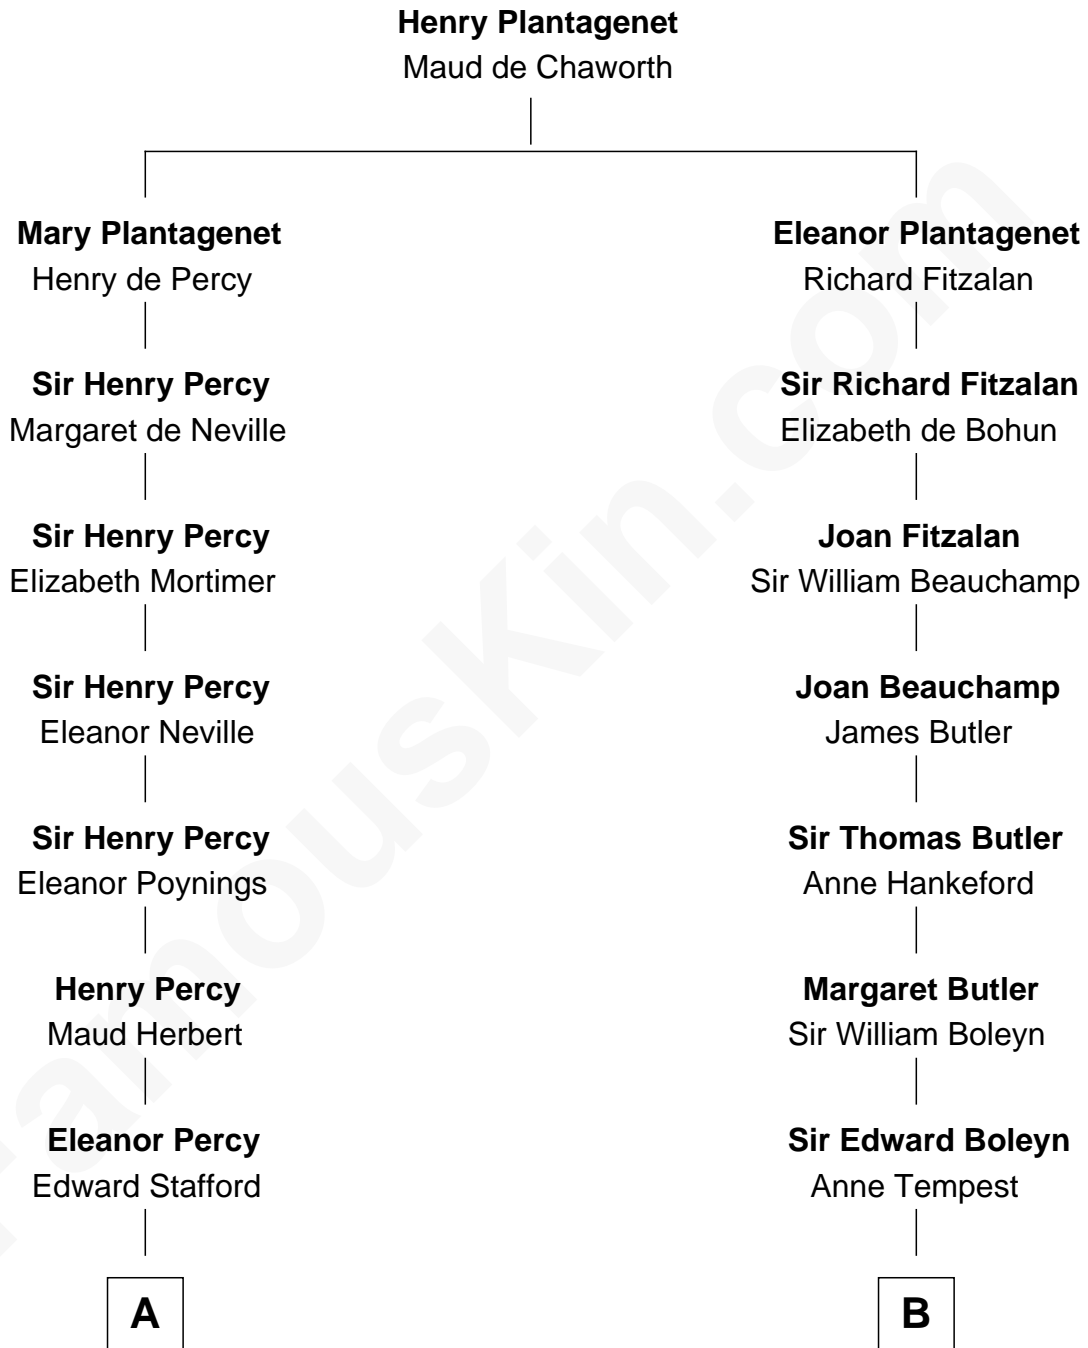 Henry Plantagenet
Maud de Chaworth
Mary Plantagenet
Henry de Percy
Eleanor Plantagenet
Richard Fitzalan
Sir Henry Percy
Margaret de Neville
Sir Richard Fitzalan
Elizabeth de Bohun
Sir Henry Percy
Elizabeth Mortimer
Joan Fitzalan
Sir William Beauchamp
Sir Henry Percy
Eleanor Neville
Joan Beauchamp
James Butler
Sir Henry Percy
Eleanor Poynings
Sir Thomas Butler
Anne Hankeford
Henry Percy
Maud Herbert
Margaret Butler
Sir William Boleyn
Eleanor Percy
Edward Stafford
Sir Edward Boleyn
Anne Tempest
A
B
FamousKin.com